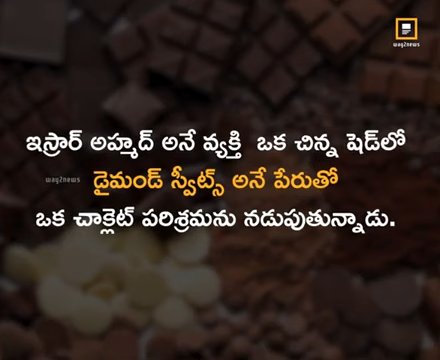 way2news
ఇస్రార్ అహ్మద్ అనే వ్యక్తి ఒక చిన్న షెడ్‌లో
way2news డైమండ్ స్వీట్స్ అనే పేరుతో
ఒక చాక్లెట్ పరిశ్రమను నడుపుతున్నాడు.